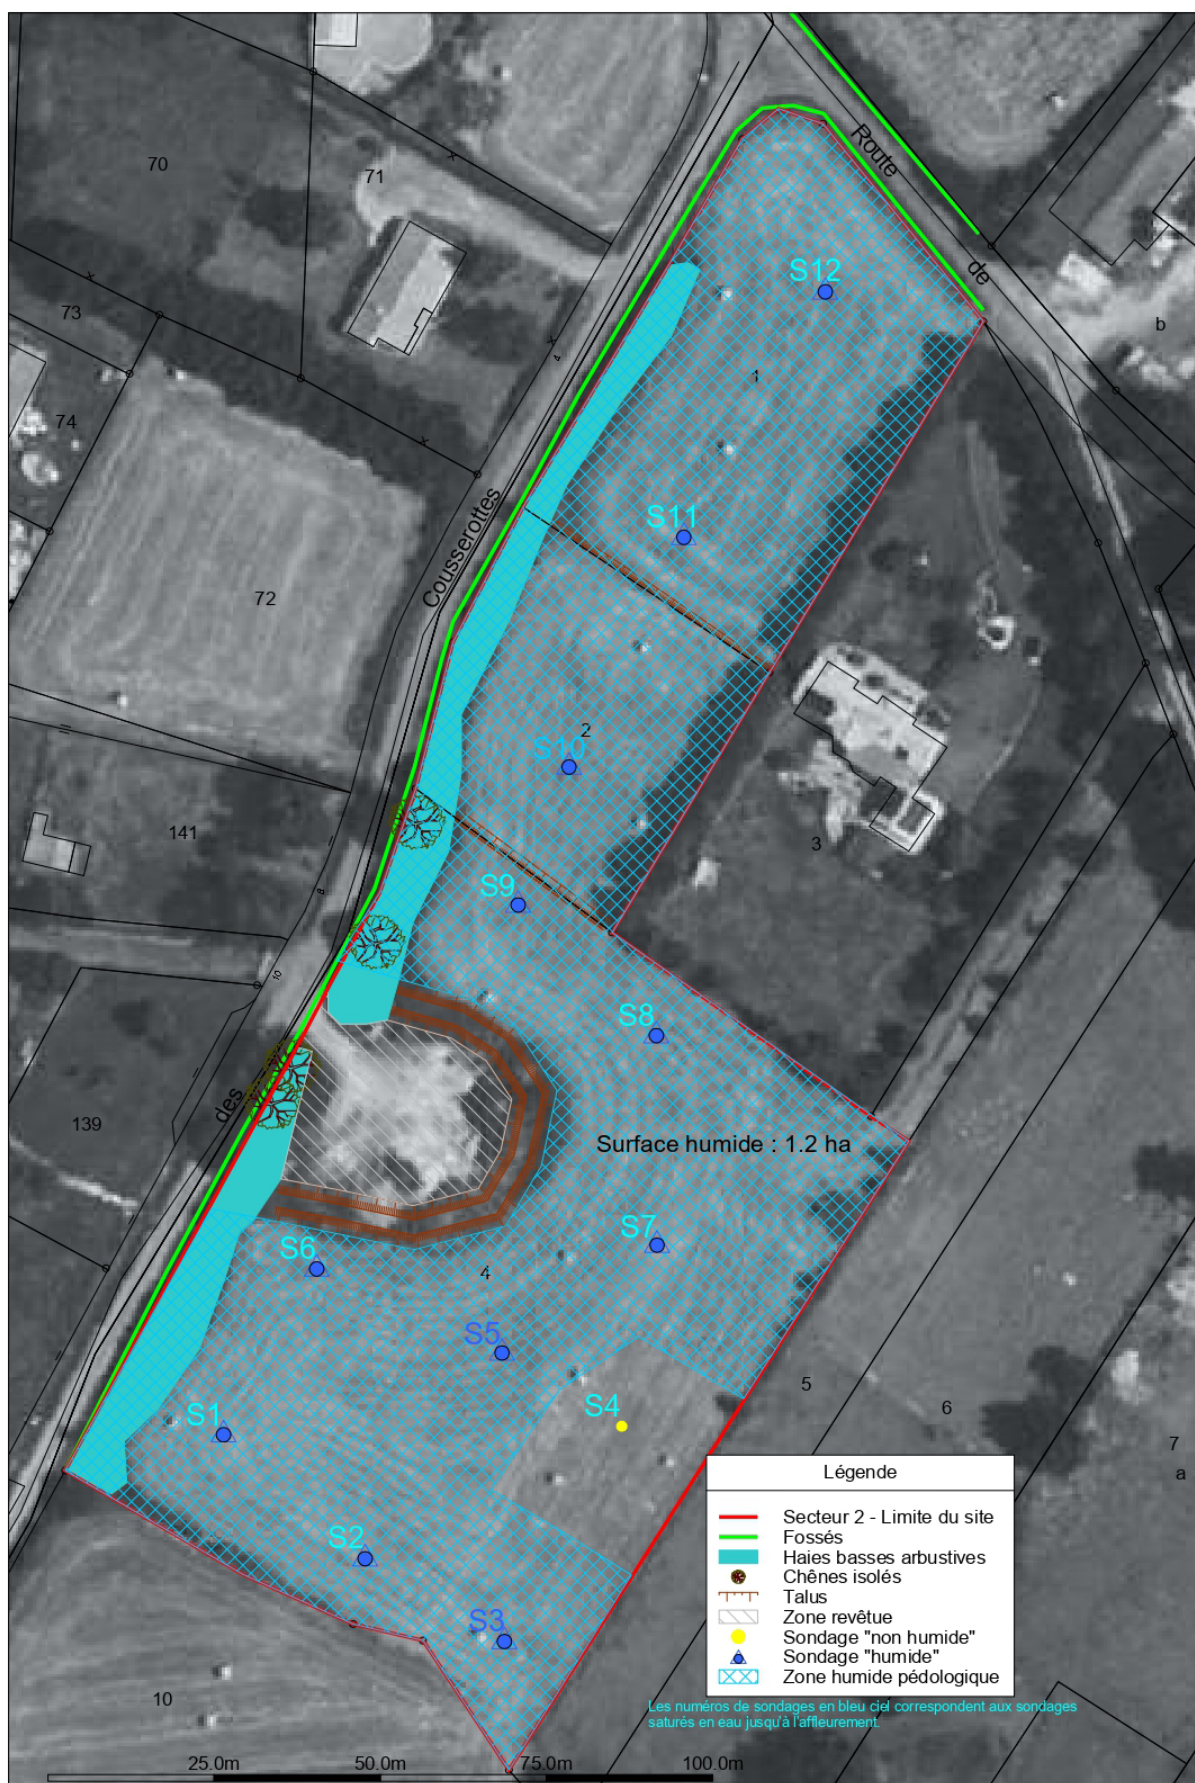 70
71
Route
de
S12
73
b
1
74
S11
Cousserottes
4
72
2
S10
141
3
S9
8
10
S8
des
139
Surface humide : 1.2 ha
S7
S6
4
S5
5
S4
6
S1
7
a
S2
S3
10
Légende
Secteur 2 - Limite du site
Fossés
Haies basses arbustives
Chênes isolés
Talus
Zone revêtue
Sondage "non humide"
Sondage "humide"
Zone humide pédologique
Les numéros de sondages en bleu ciel correspondent aux sondages
saturés en eau jusqu'à l'affleurement.
25.0m 50.0m 75.0m 100.0m